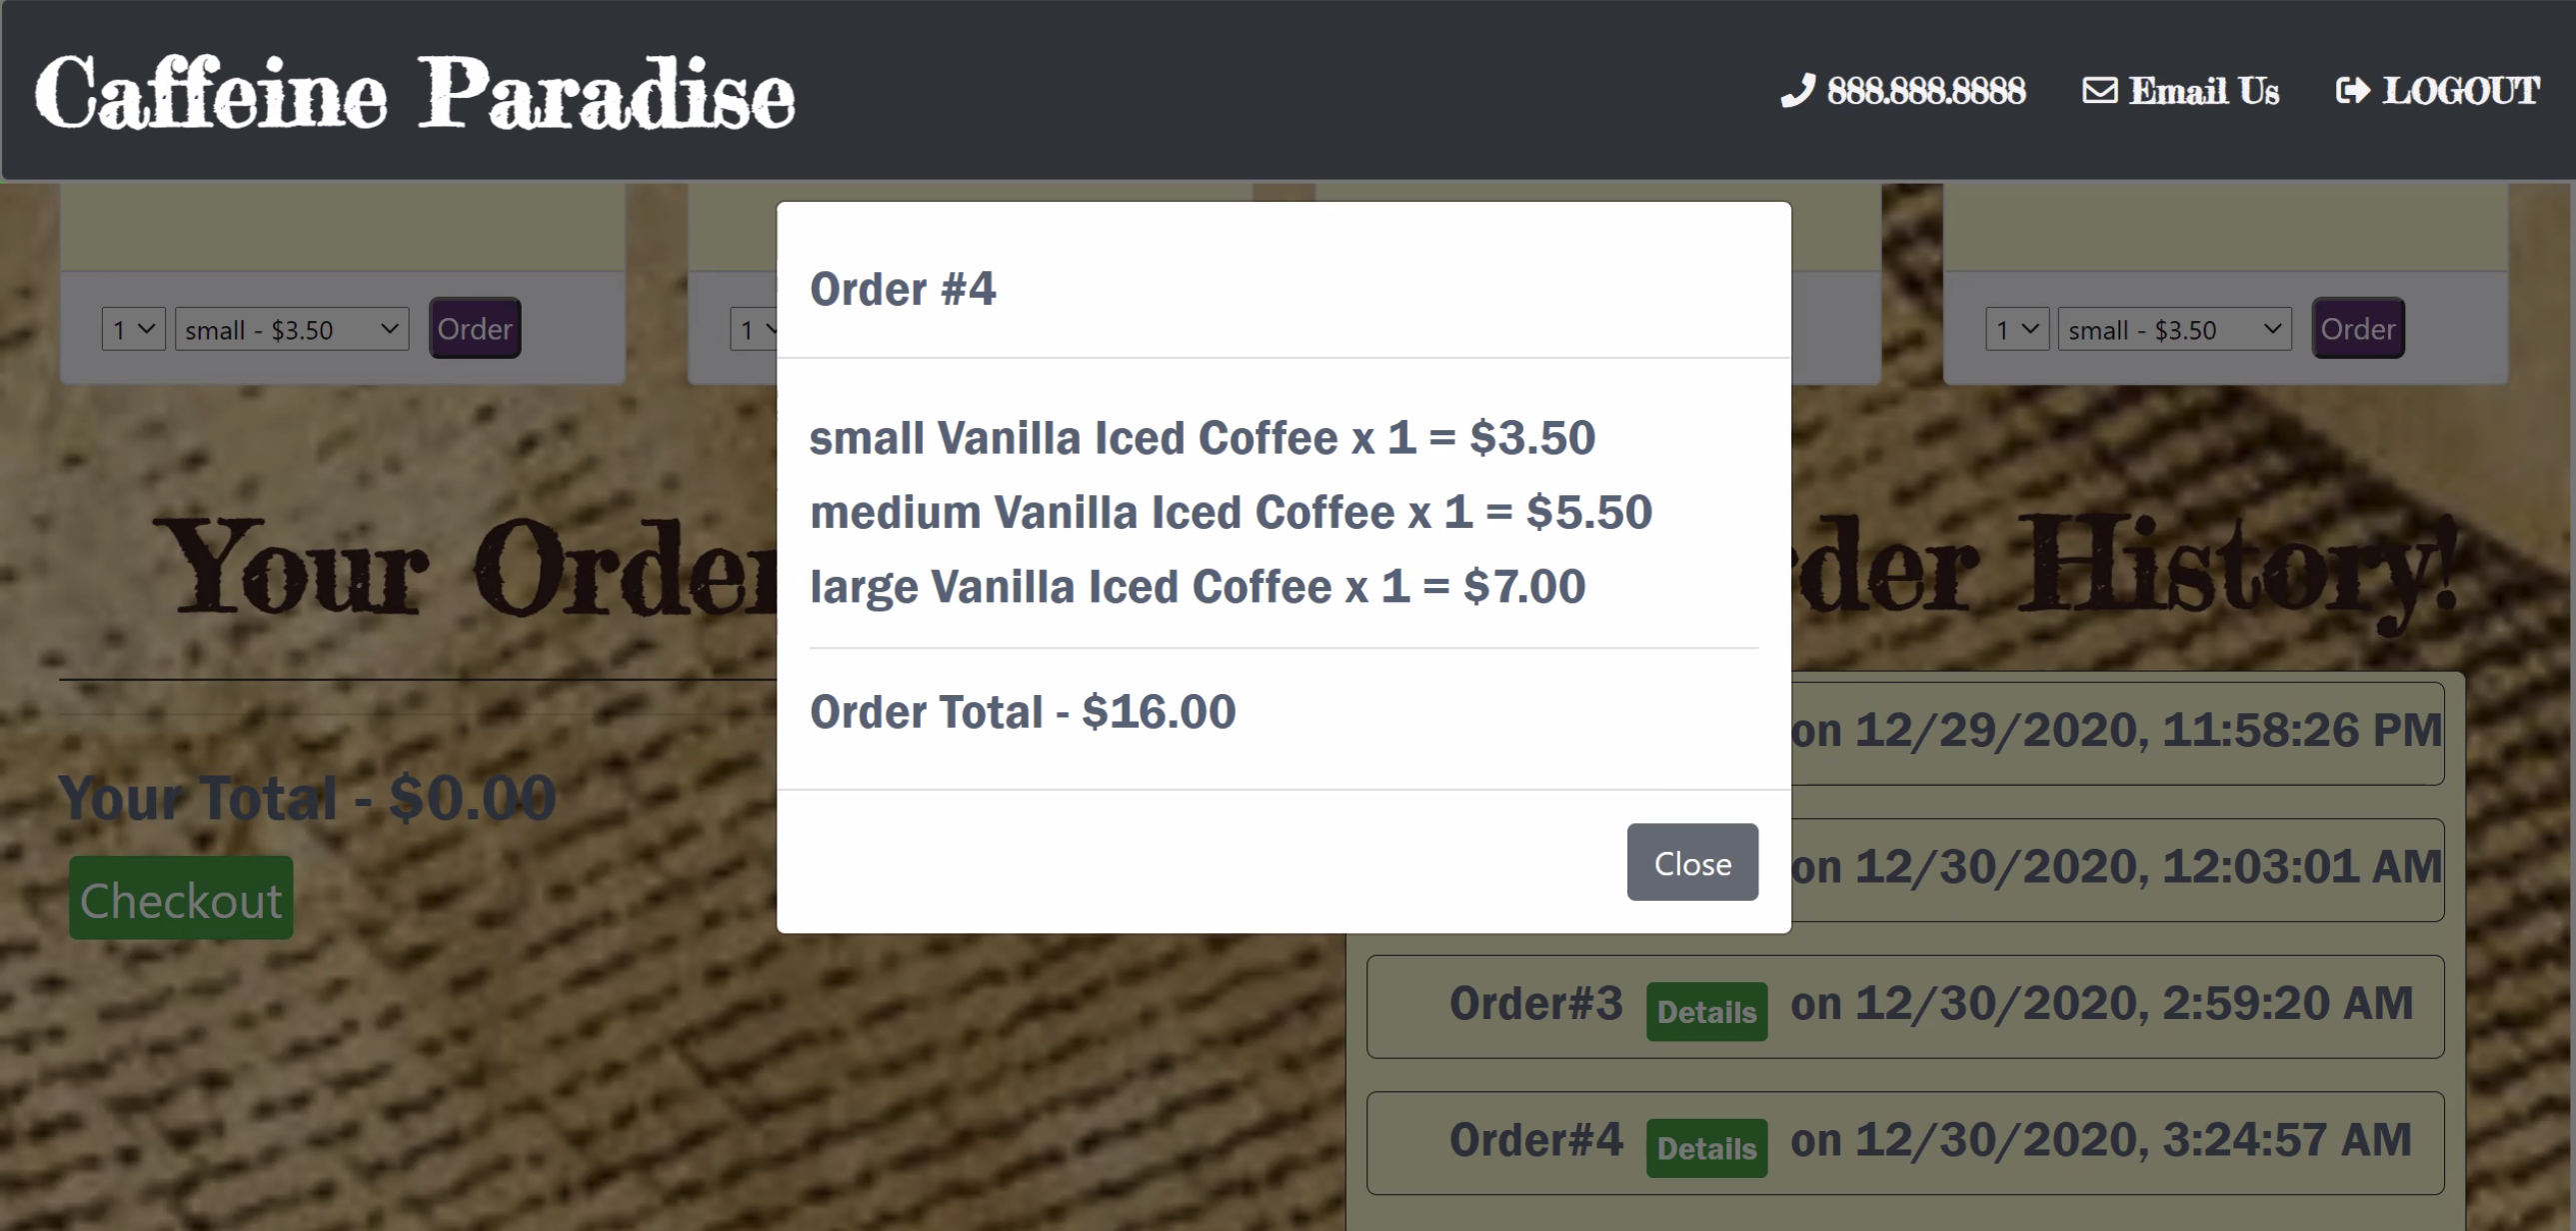 Caffeine Paradise
888.888.8888 Email Us LOGOUT
1 small - $3.50 Order
1
1 small - $3.50 Order
Order #4
small Vanilla Iced Coffee x 1 = $3.50
medium Vanilla Iced Coffee x 1 = $5.50
large Vanilla Iced Coffee x 1 = $7.00
Order Total - $16.00
Close
Your Order
Your Total - $0.00
Checkout
der History!
on 12/29/2020, 11:58:26 PM
on 12/30/2020, 12:03:01 AM
Order#3 Details on 12/30/2020, 2:59:20 AM
Order#4 Details on 12/30/2020, 3:24:57 AM